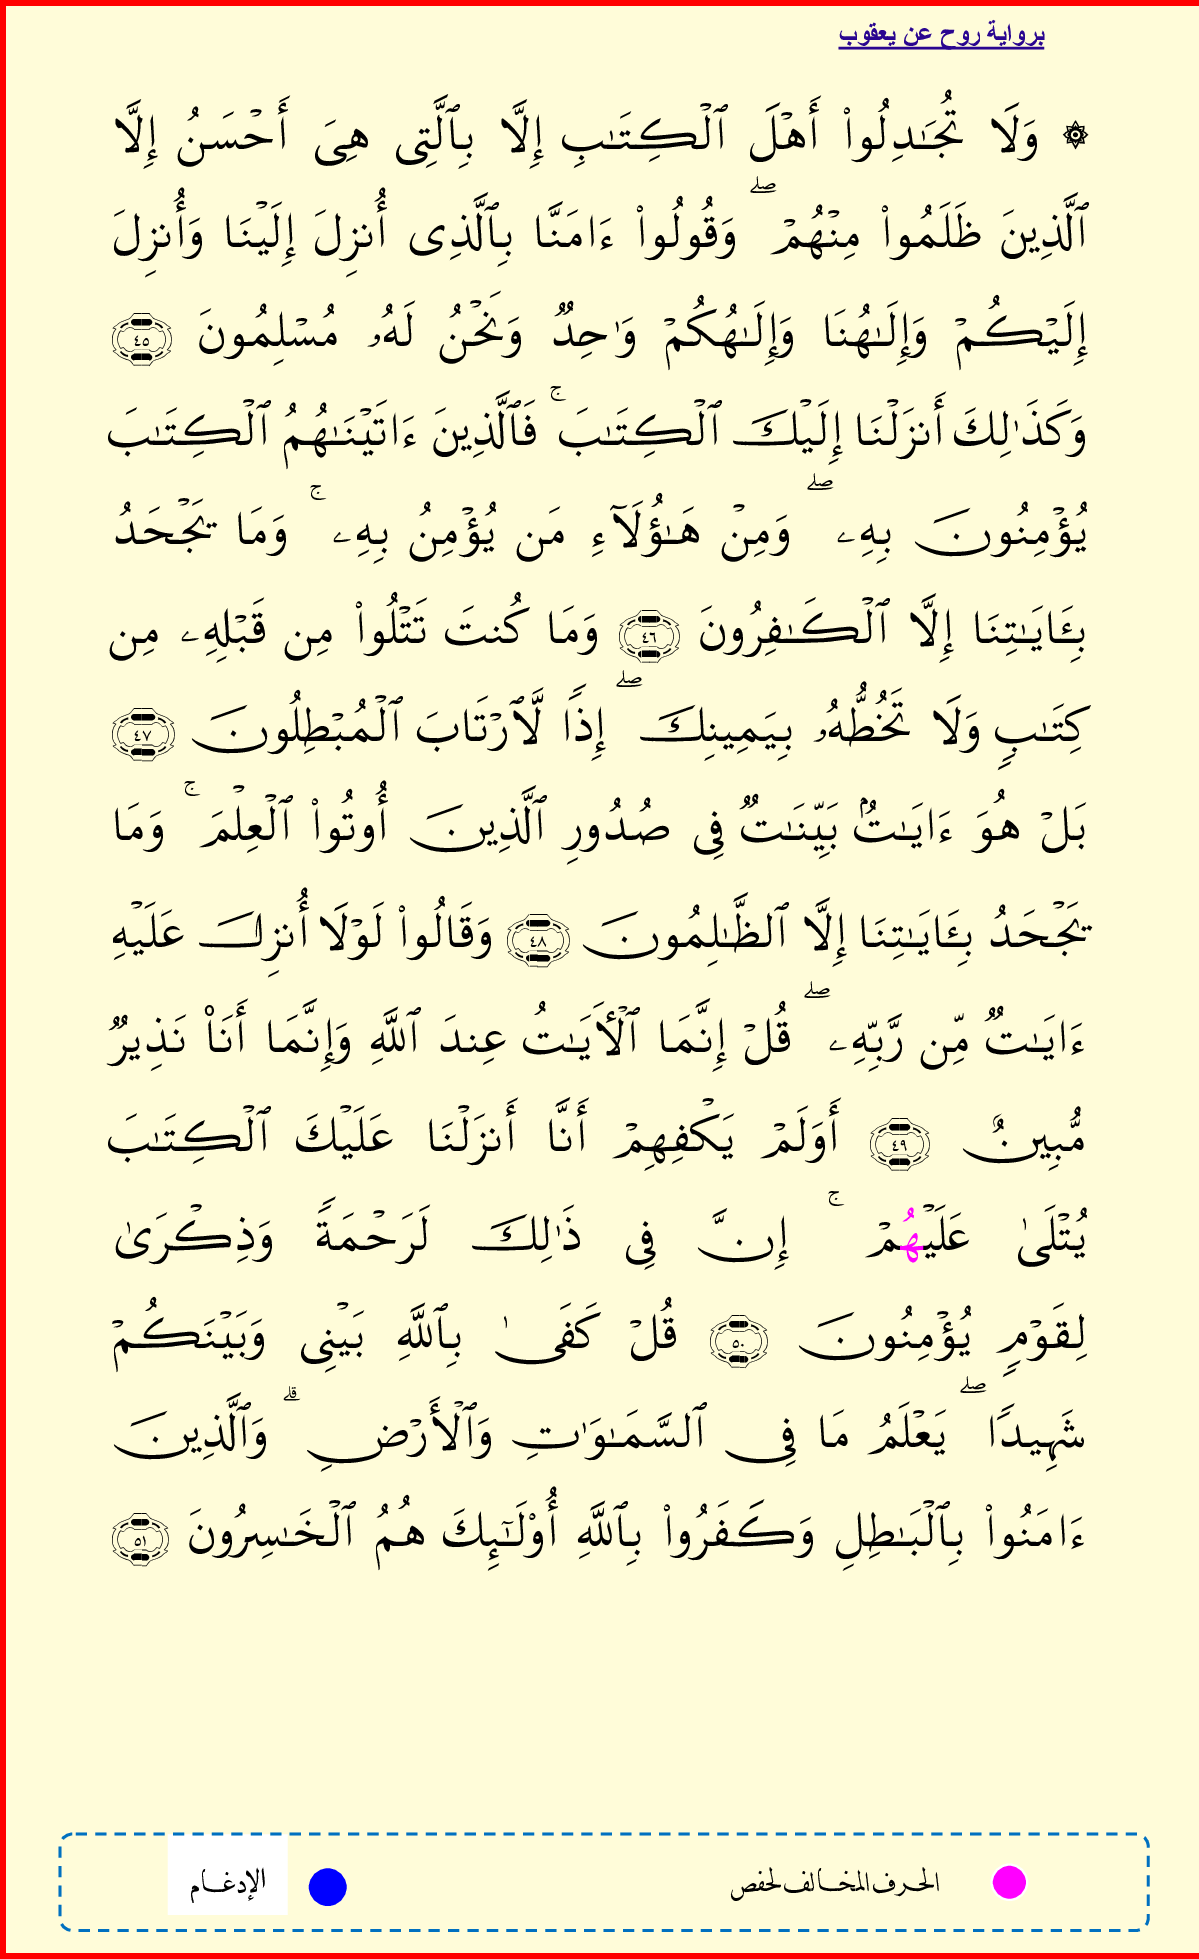 برواية روح عن يعقوب
۞ وَلَا تُجَـٰدِلُوا۟ أَهْلَ ٱلْكِتَـٰبِ إِلَّا بِٱلَّتِى هِىَ أَحْسَنُ إِلَّا
ٱلَّذِينَ ظَلَمُوا۟ مِنْهُمْ ۖ وَقُولُوا۟ ءَامَنَّا بِٱلَّذِى أُنزِلَ إِلَيْنَا وَأُنزِلَ
إِلَيْكُمْ وَإِلَـٰهُنَا وَإِلَـٰهُكُمْ وَٰحِدٌ وَنَحْنُ لَهُۥ مُسْلِمُونَ ٤٥
وَكَذَٰلِكَ أَنزَلْنَا إِلَيْكَ ٱلْكِتَـٰبَ ۚ فَٱلَّذِينَ ءَاتَيْنَـٰهُمُ ٱلْكِتَـٰبَ
يُؤْمِنُونَ بِهِۦ ۖ وَمِنْ هَـٰؤُلَآءِ مَن يُؤْمِنُ بِهِۦ ۚ وَمَا يَجْحَدُ
بِـَٔايَـٰتِنَا إِلَّا ٱلْكَـٰفِرُونَ ٤٦ وَمَا كُنتَ تَتْلُوا۟ مِن قَبْلِهِۦ مِن
كِتَـٰبٍ وَلَا تَخُطُّهُۥ بِيَمِينِكَ ۖ إِذًا لَّٱرْتَابَ ٱلْمُبْطِلُونَ ٤٧
بَلْ هُوَ ءَايَـٰتٌۢ بَيِّنَـٰتٌ فِى صُدُورِ ٱلَّذِينَ أُوتُوا۟ ٱلْعِلْمَ ۚ وَمَا
يَجْحَدُ بِـَٔايَـٰتِنَا إِلَّا ٱلظَّـٰلِمُونَ ٤٨ وَقَالُوا۟ لَوْلَا أُنزِلَ عَلَيْهِ
ءَايَـٰتٌ مِّن رَّبِّهِۦ ۖ قُلْ إِنَّمَا ٱلْأَيَـٰتُ عِندَ ٱللَّهِ وَإِنَّمَا أَنَا۠ نَذِيرٌ
مُّبِينٌ ٤٩ أَوَلَمْ يَكْفِهِمْ أَنَّا أَنزَلْنَا عَلَيْكَ ٱلْكِتَـٰبَ
يُتْلَىٰ عَلَيْهُمْ ۚ إِنَّ فِى ذَٰلِكَ لَرَحْمَةً وَذِكْرَىٰ
لِقَوْمٍ يُؤْمِنُونَ ٥٠ قُلْ كَفَىٰ بِٱللَّهِ بَيْنِى وَبَيْنَكُمْ
شَهِيدًا ۖ يَعْلَمُ مَا فِى ٱلسَّمَـٰوَٰتِ وَٱلْأَرْضِ ۗ وَٱلَّذِينَ
ءَامَنُوا۟ بِٱلْبَـٰطِلِ وَكَفَرُوا۟ بِٱللَّهِ أُو۟لَـٰٓئِكَ هُمُ ٱلْخَـٰسِرُونَ ٥١
الحرف المخالف لحفص الإدغام